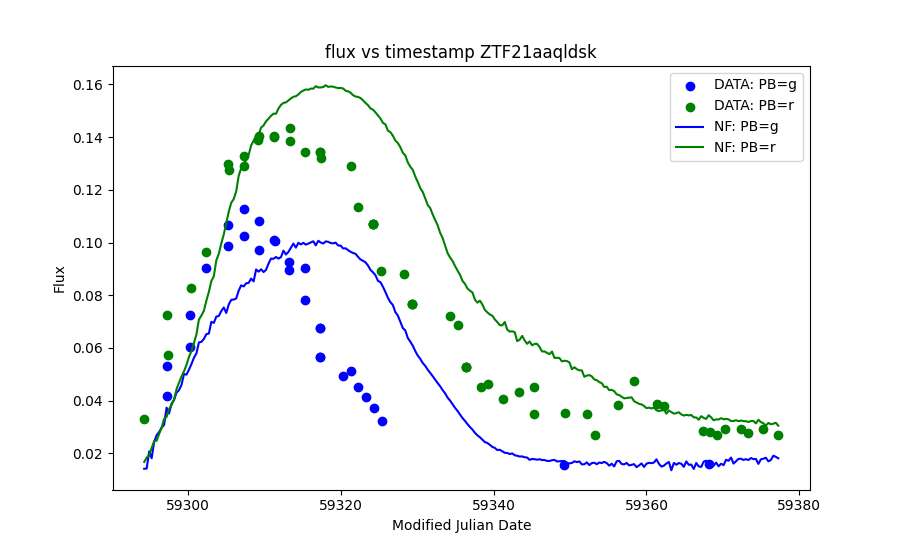 flux vs timestamp ZTF21aaqldsk
DATA: PB=g
DATA: PB=r
NF: PB=g
NF: PB=r
0.16
0.14
0.12
0.10
0.08
0.06
0.04
0.02
Flux
59300 59320 59340 59360 59380
Modified Julian Date